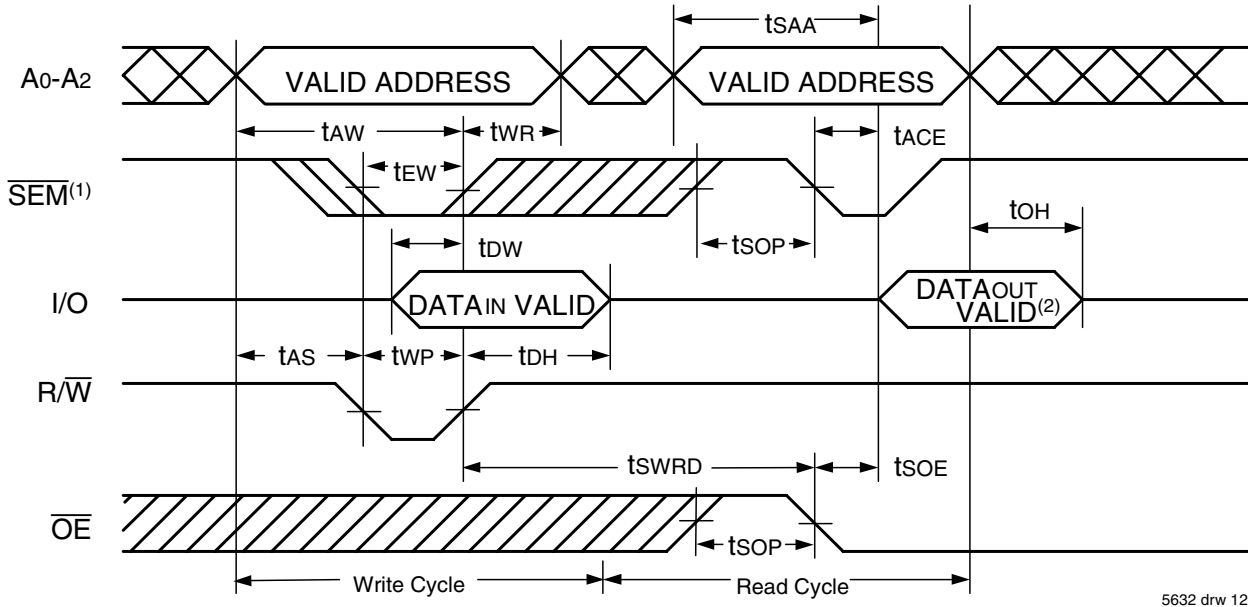 tSAA
A0-A2
VALID ADDRESS
VALID ADDRESS
tAW
tWR
tACE
tEW
SEM(1)
tSOP
tOH
tDW
I/O
DATAIN VALID
DATAOUT
VALID(2)
tAS
tWP
tDH
R/W
tSWRD
tSOE
OE
tSOP
Write Cycle
Read Cycle
5632 drw 12